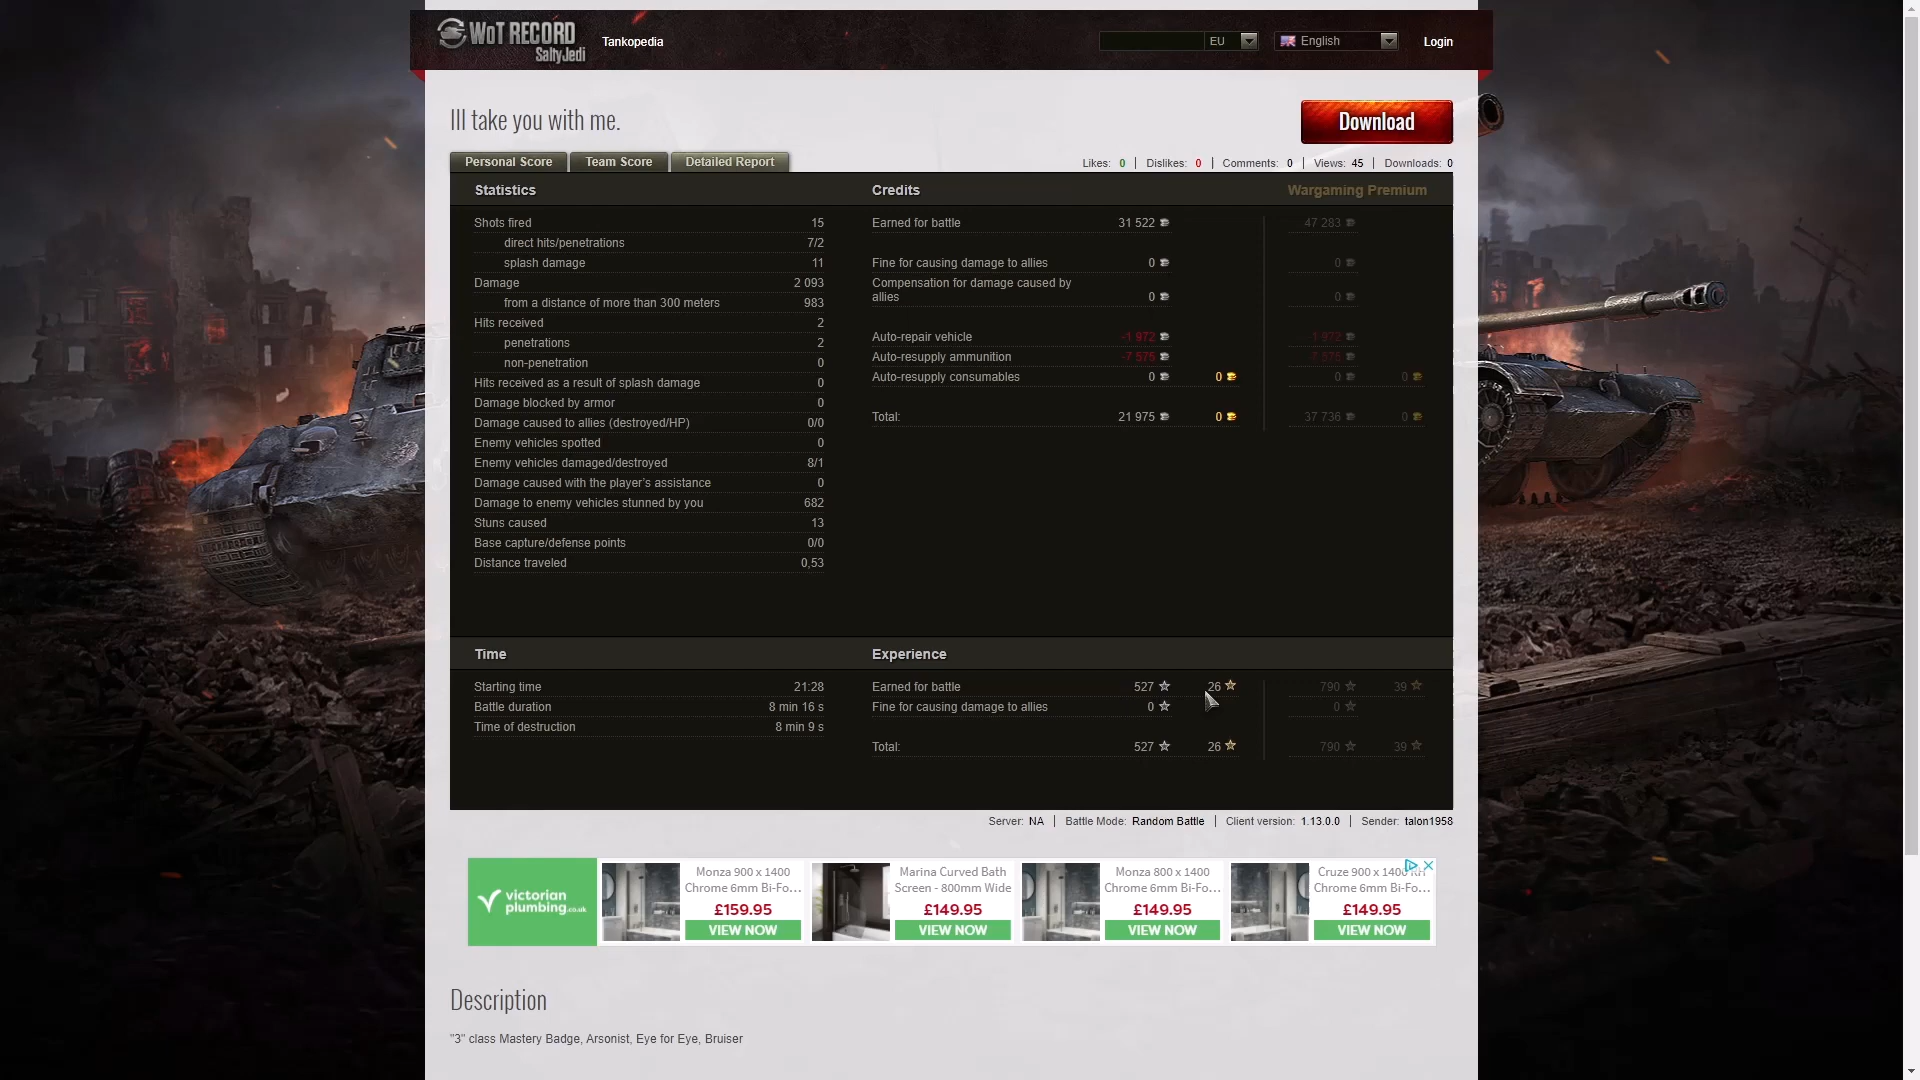 WoT RECORD
SaltyJedi
Tankopedia
EU
English
Login
Ill take you with me.
Download
Personal Score
Team Score
Detailed Report
Likes: 0 | Dislikes: 0 | Comments: 0 | Views: 45 | Downloads: 0
Statistics
Credits
Wargaming Premium
Shots fired 15
direct hits/penetrations 7/2
splash damage 11
Damage 2 093
from a distance of more than 300 meters 983
Hits received 2
penetrations 2
non-penetration 0
Hits received as a result of splash damage 0
Damage blocked by armor 0
Damage caused to allies (destroyed/HP) 0/0
Enemy vehicles spotted 0
Enemy vehicles damaged/destroyed 8/1
Damage caused with the player's assistance 0
Damage to enemy vehicles stunned by you 682
Stuns caused 13
Base capture/defense points 0/0
Distance traveled 0,53
Earned for battle 31 522 47 283
Fine for causing damage to allies 0 0
Compensation for damage caused by
allies 0 0
Auto-repair vehicle -1 972 1 972
Auto-resupply ammunition -7 575 7 575
Auto-resupply consumables 0 0 0 0
Total: 21 975 0 37 736 0
Time
Experience
Starting time 21:28
Battle duration 8 min 16 s
Time of destruction 8 min 9 s
Earned for battle 527 26 790 39
Fine for causing damage to allies 0 0
Total: 527 26 790 39
Server: NA | Battle Mode: Random Battle | Client version: 1.13.0.0 | Sender: talon1958
victorian
plumbing.co.uk
Monza 900 x 1400
Chrome 6mm Bi-Fo...
£159.95
VIEW NOW
Marina Curved Bath
Screen - 800mm Wide
£149.95
VIEW NOW
Monza 800 x 1400
Chrome 6mm Bi-Fo...
£149.95
VIEW NOW
Cruze 900 x 1400 RH
Chrome 6mm Bi-Fo...
£149.95
VIEW NOW
Description
"3" class Mastery Badge, Arsonist, Eye for Eye, Bruiser